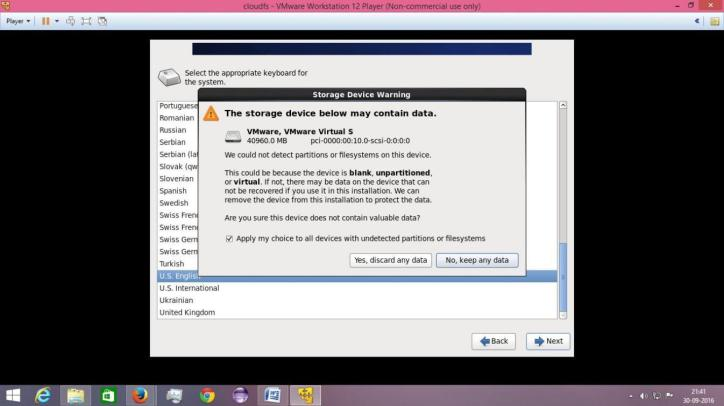 cloudfs - VMware Workstation 12 Player (Non-commercial use only)
Player
Select the appropriate keyboard for
the system.
Storage Device Warning
The storage device below may contain data.
VMware, VMware Virtual S
40960.0 MB pci-0000:00:10.0-scsi-0:0:0:0
We could not detect partitions or filesystems on this device.
This could be because the device is blank, unpartitioned,
or virtual. If not, there may be data on the device that can
not be recovered if you use it in this installation. We can
remove the device from this installation to protect the data.
Are you sure this device does not contain valuable data?
Apply my choice to all devices with undetected partitions or filesystems
Yes, discard any data No, keep any data
Portuguese
Romanian
Russian
Serbian
Serbian (lat
Slovak (qw
Slovenian
Spanish
Swedish
Swiss Fren
Swiss Fren
Swiss Germ
Swiss Germ
Turkish
U.S. English
U.S. International
Ukrainian
United Kingdom
Back Next
21:41
30-09-2016